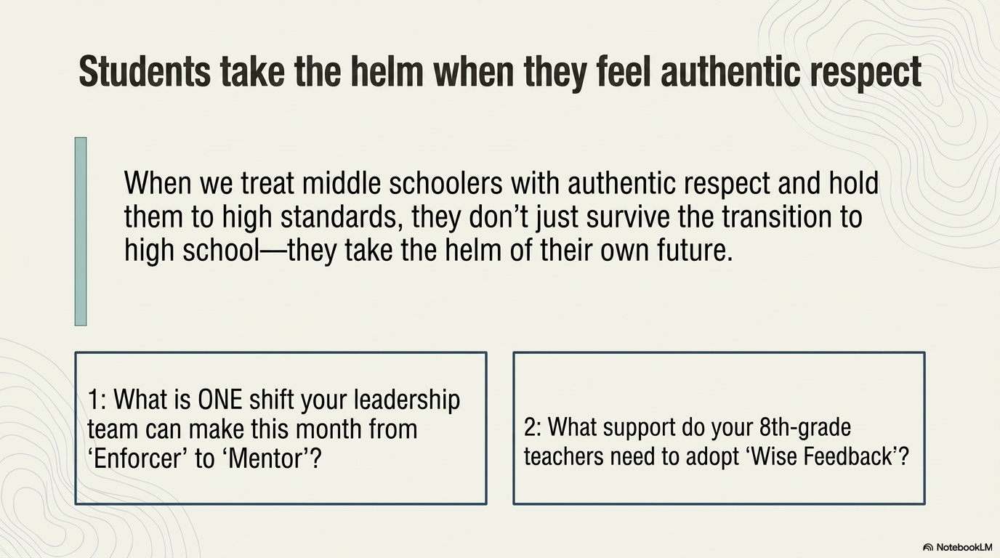 Students take the helm when they feel authentic respect
When we treat middle schoolers with authentic respect and hold
them to high standards, they don’t just survive the transition to
high school—they take the helm of their own future.
1: What is ONE shift your leadership
team can make this month from
‘Enforcer’ to ‘Mentor’?
2: What support do your 8th-grade
teachers need to adopt ‘Wise Feedback’?
NotebookLM